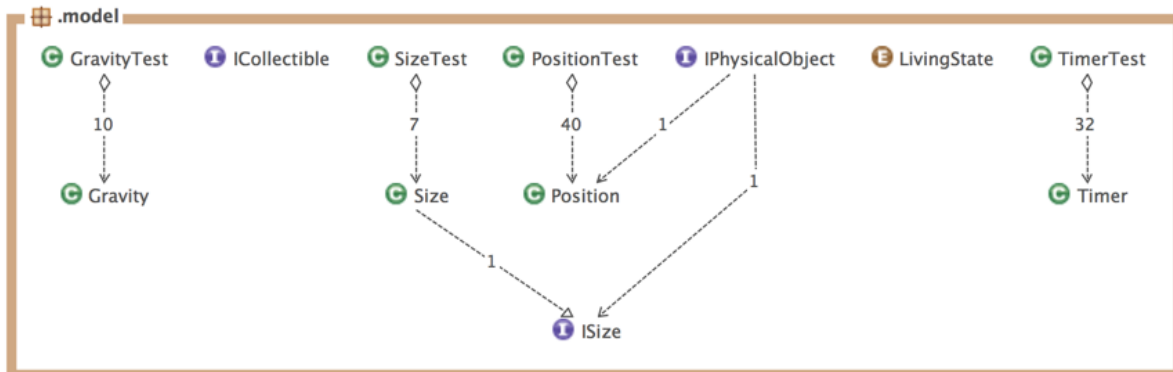 .model
C GravityTest I ICollectible C SizeTest C PositionTest I IPhysicalObject E LivingState C TimerTest
10 7 40 1 32
C Gravity C Size C Position C Timer
1
1
I ISize